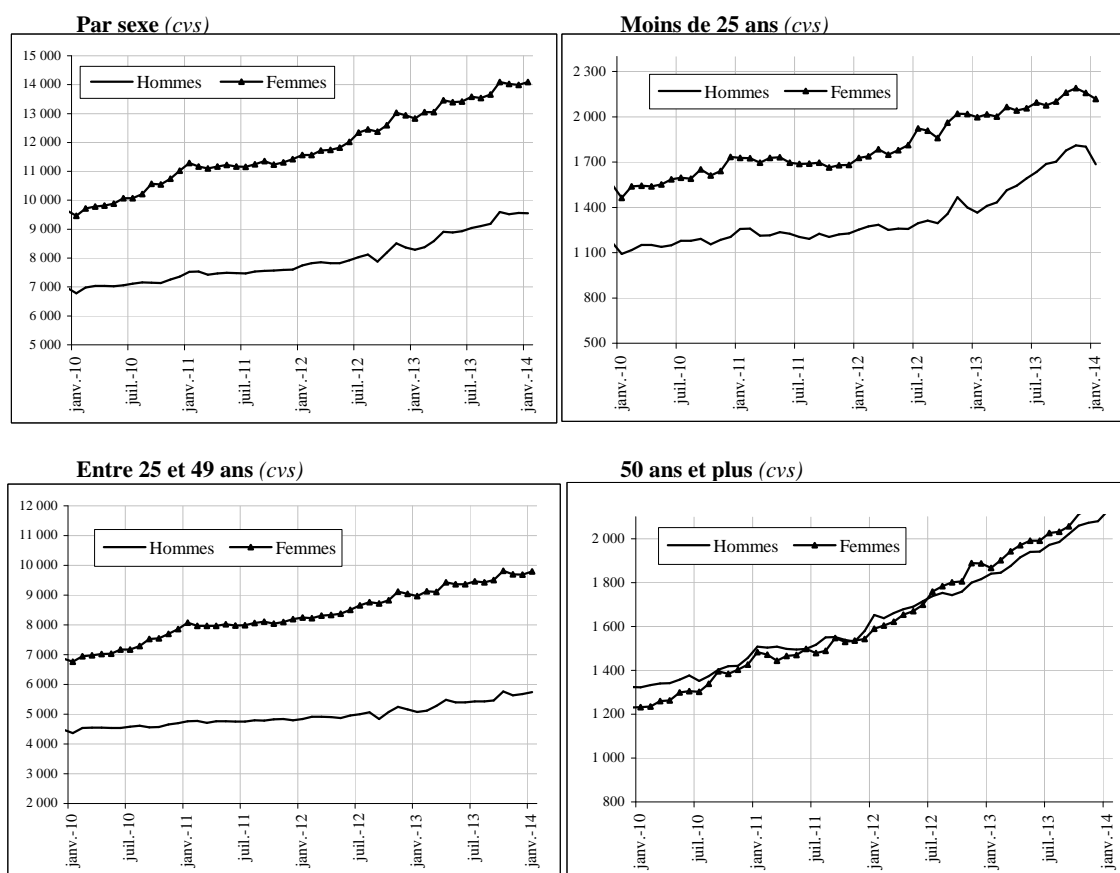 Par sexe (cvs)
15 000
14 000
13 000
12 000
11 000
10 000
9 000
8 000
7 000
6 000
5 000
Hommes
Femmes
janv.-10
juil.-10
janv.-11
juil.-11
janv.-12
juil.-12
janv.-13
juil.-13
janv.-14
Moins de 25 ans (cvs)
2 300
2 000
1 700
1 400
1 100
800
500
Hommes
Femmes
janv.-10
juil.-10
janv.-11
juil.-11
janv.-12
juil.-12
janv.-13
juil.-13
janv.-14
Entre 25 et 49 ans (cvs)
12 000
11 000
10 000
9 000
8 000
7 000
6 000
5 000
4 000
3 000
2 000
Hommes
Femmes
janv.-10
juil.-10
janv.-11
juil.-11
janv.-12
juil.-12
janv.-13
juil.-13
janv.-14
50 ans et plus (cvs)
2 000
1 800
1 600
1 400
1 200
1 000
800
Hommes
Femmes
janv.-10
juil.-10
janv.-11
juil.-11
janv.-12
juil.-12
janv.-13
juil.-13
janv.-14